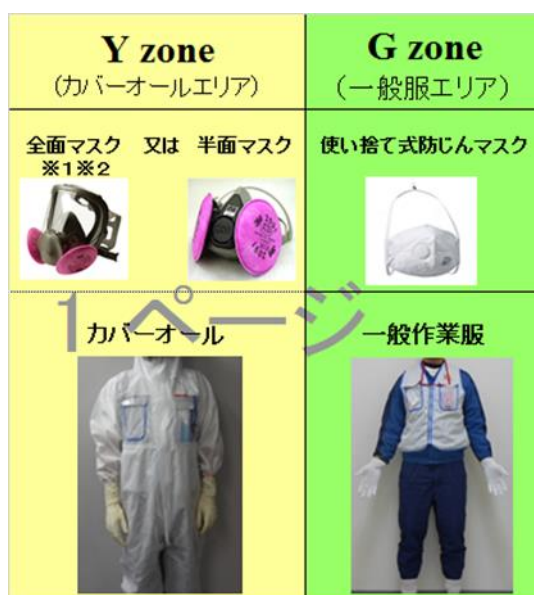 Y zone
(カバーオールエリア)
G zone
(一般服エリア)
全面マスク 又は 半面マスク
※1※2
使い捨て式防じんマスク
1 ページ
カバーオール
一般作業服